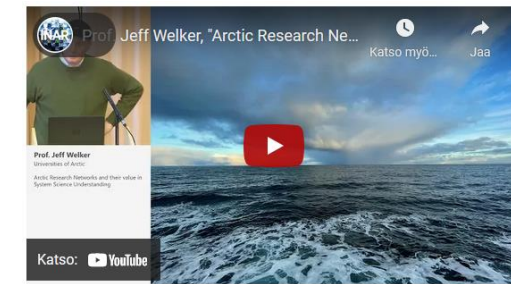 INAR
Prof. Jeff Welker, "Arctic Research Ne...
Katso myö...
Jaa
Prof. Jeff Welker
Universities of Arctic
Arctic Research Networks and their value in
System Science Understanding
Katso: YouTube